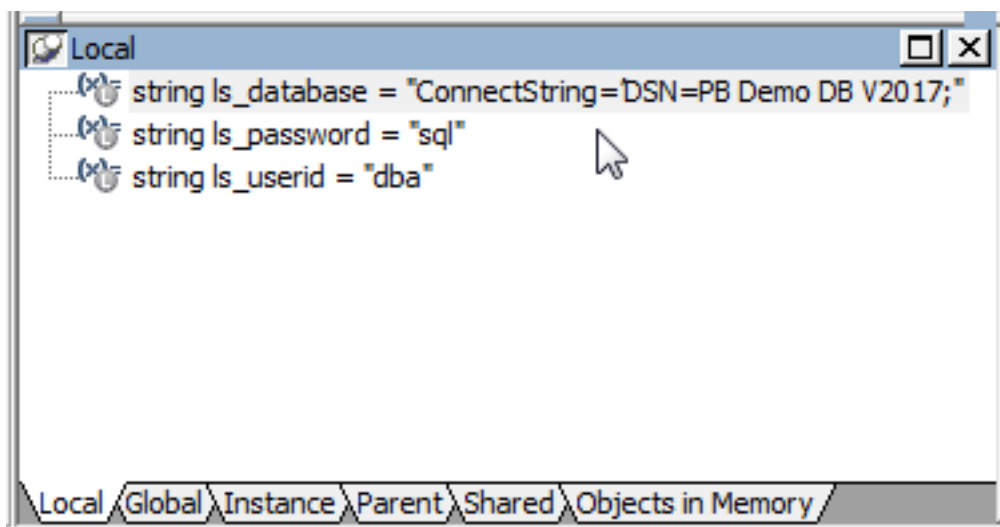 Local
string ls_database = "ConnectString='DSN=PB Demo DB V2017;"
string ls_password = "sql"
string ls_userid = "dba"
Local Global Instance Parent Shared Objects in Memory